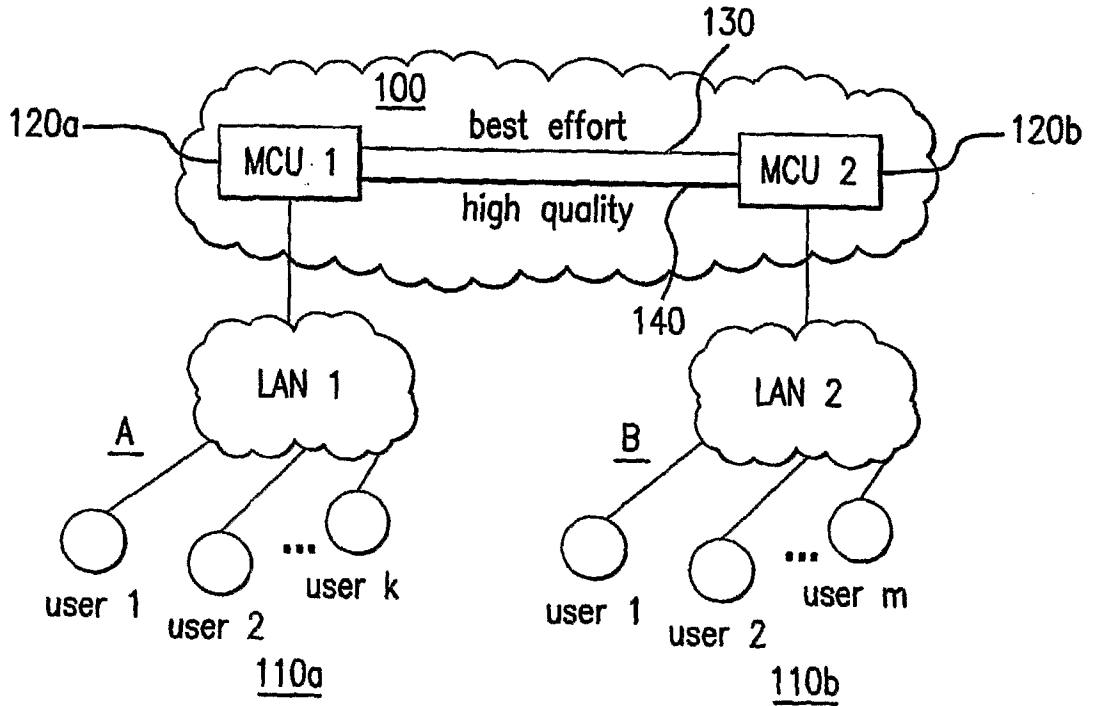 130
100
120a
best effort
120b
MCU 1
MCU 2
high quality
140
LAN 1
LAN 2
A
B
...
...
user 1
user k
user 1
user m
user 2
user 2
110a
110b